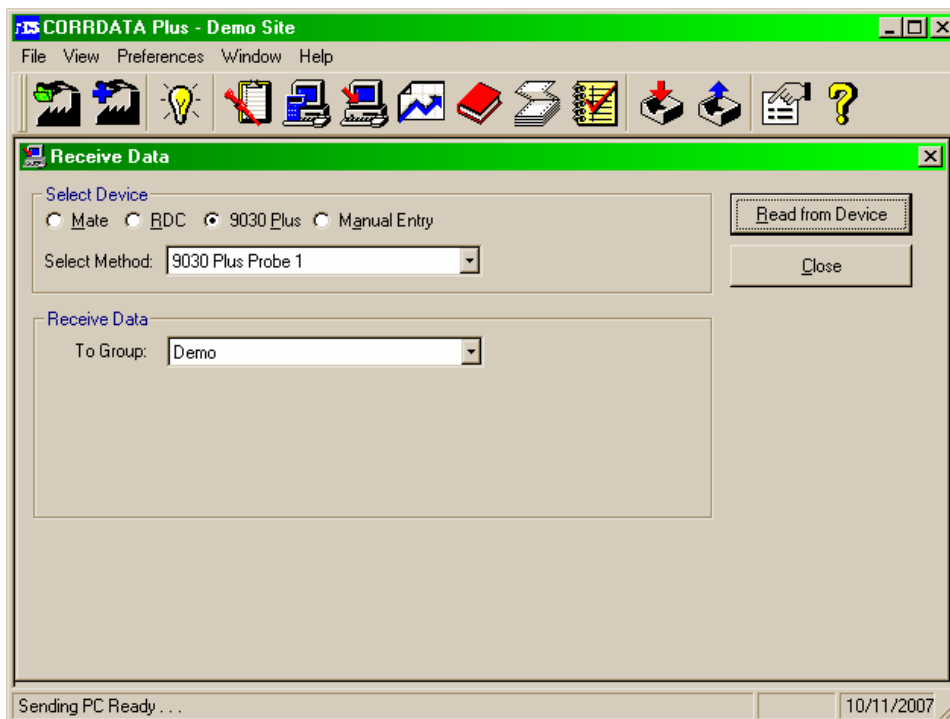 CORRDATA Plus - Demo Site
File View Preferences Window Help
Receive Data
Select Device
Mate RDC 9030 Plus Manual Entry
Select Method: 9030 Plus Probe 1
Read from Device
Close
Receive Data
To Group: Demo
Sending PC Ready . . .
10/11/2007